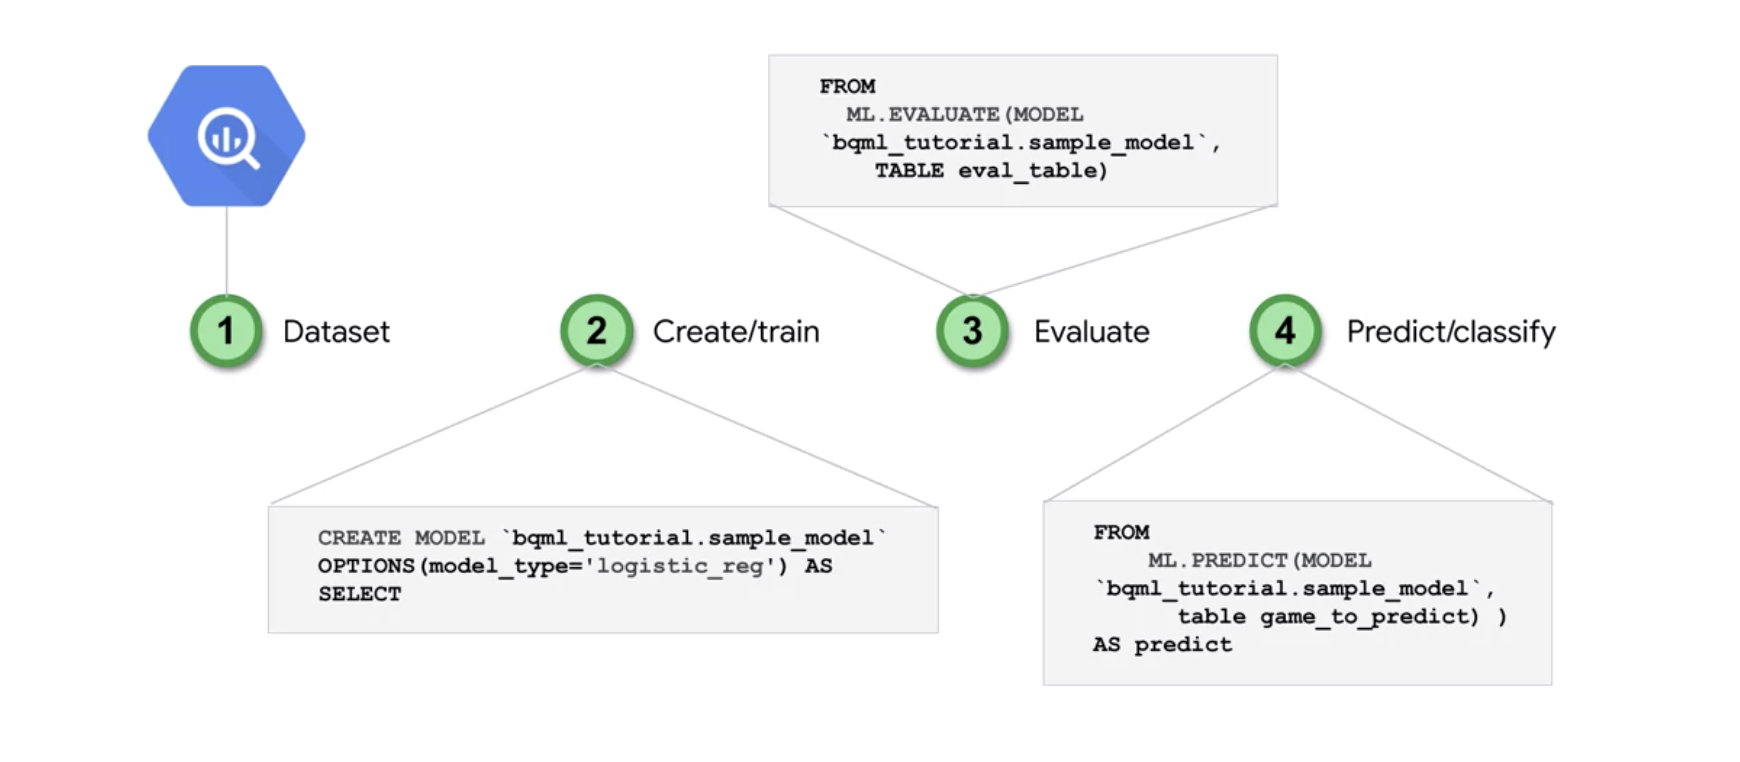 FROM
ML.EVALUATE(MODEL
`bqml_tutorial.sample_model`,
TABLE eval_table)
1 Dataset
2 Create/train
3 Evaluate
4 Predict/classify
CREATE MODEL `bqml_tutorial.sample_model`
OPTIONS(model_type='logistic_reg') AS
SELECT
FROM
ML.PREDICT(MODEL
`bqml_tutorial.sample_model`,
table game_to_predict) )
AS predict